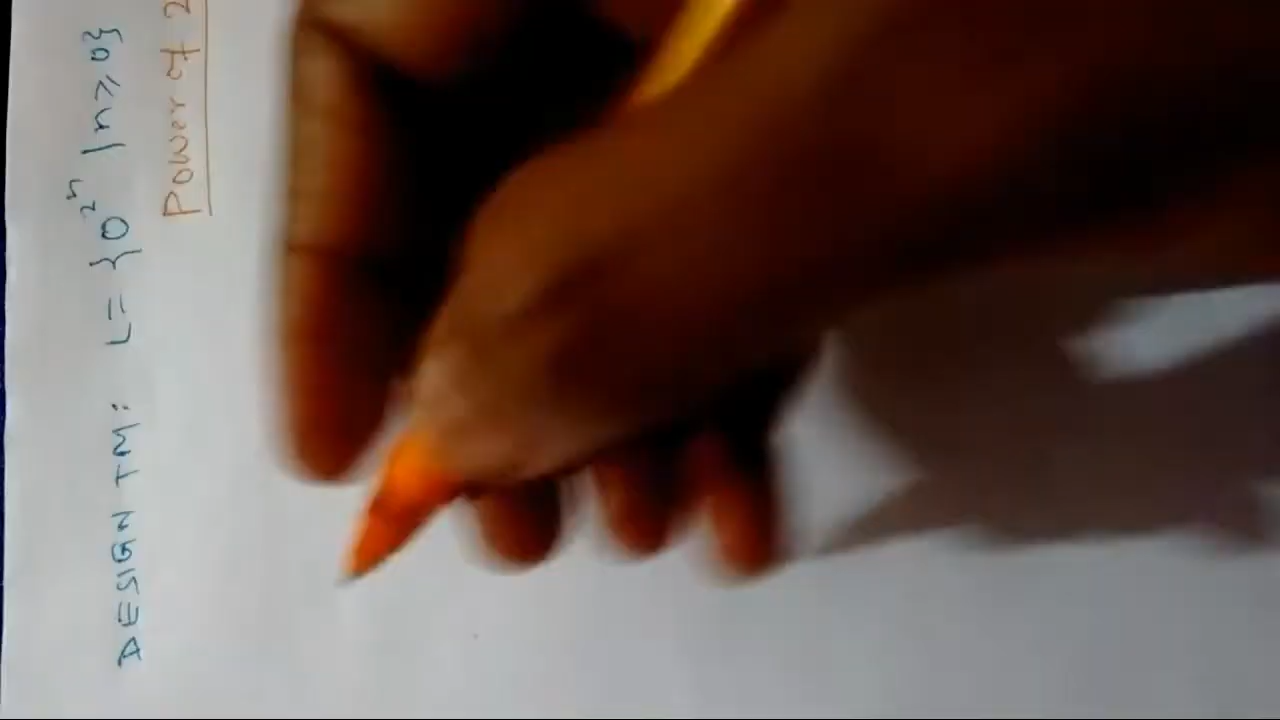 DESIGN TM: L = {0^2^n | n ≥ 0}
Power of 2